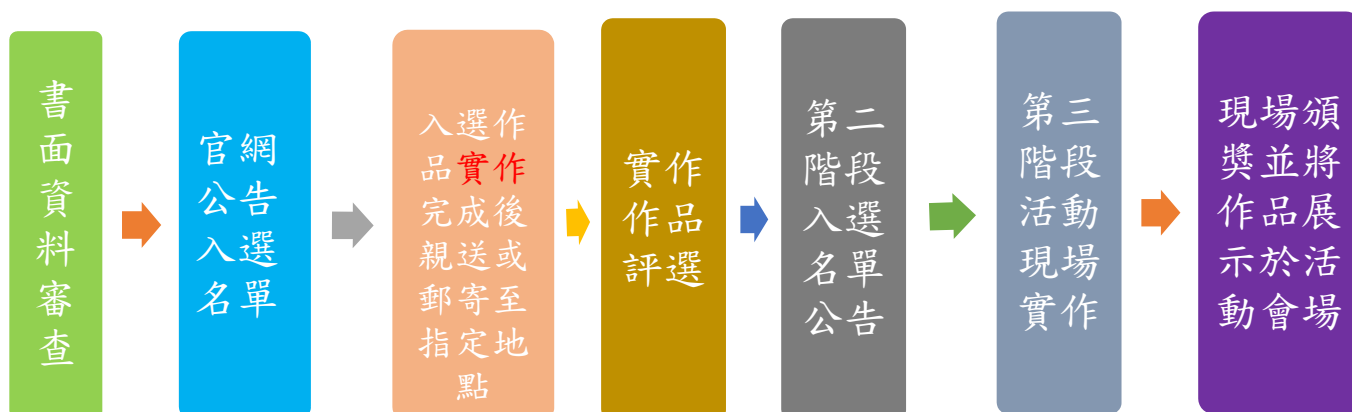 書
面
資
料
審
查
官網
公告
入選
名單
入選作
品實作
完成後
親送或
郵寄至
指定地
點
實作
作品
評選
第二
階段
入選
名單
公告
第三
階段
活動
現場
實作
現場頒
獎並將
作品展
示於活
動會場